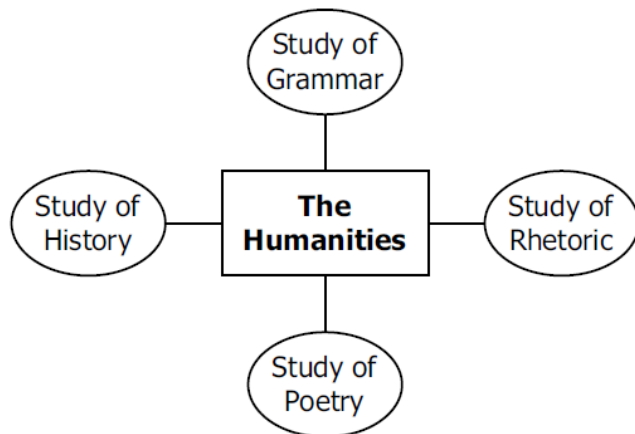 Study of
Grammar
Study of
History
The
Humanities
Study of
Rhetoric
Study of
Poetry